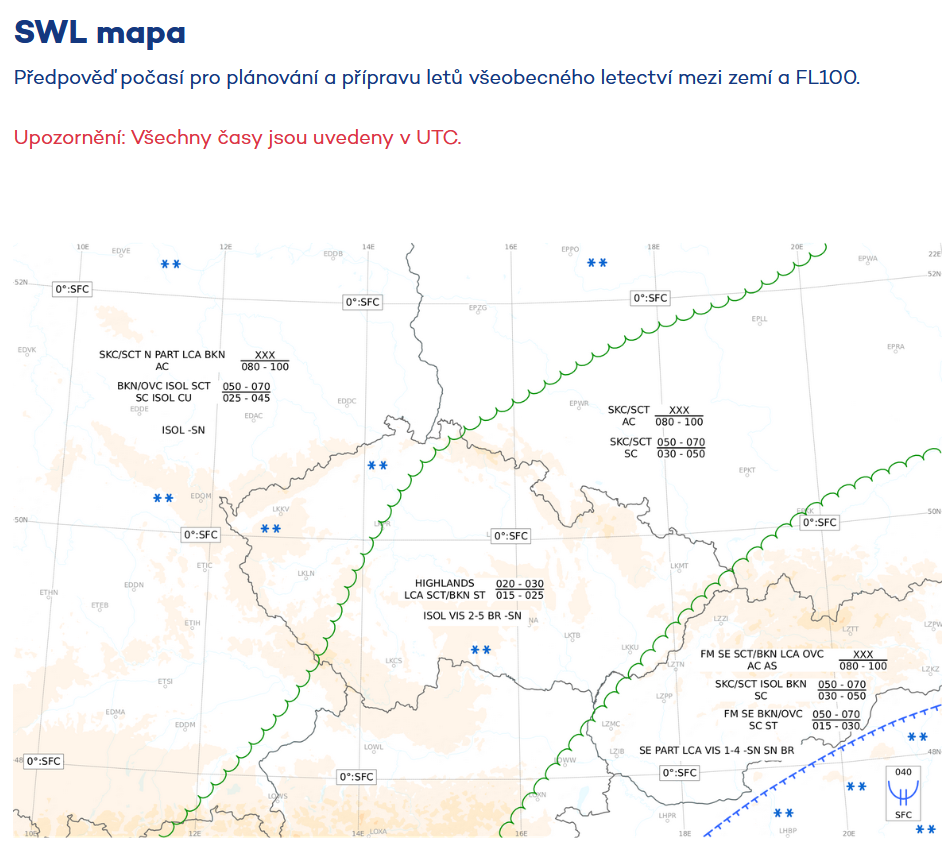 SWL mapa
Předpověď počasí pro plánování a přípravu letů všeobecného letectví mezi zemí a FL100.
Upozornění: Všechny časy jsou uvedeny v UTC.
10E
12E
14E
16E
18E
20E
22E
EDVE
EDDB
EPPO
EPWA
52N
52N
0°:SFC
0°:SFC
0°:SFC
EPZG
EPLL
EDVK
EPRA
SKC/SCT N PART LCA BKN XXX
AC 080 - 100
BKN/OVC ISOL SCT 050 - 070
SC ISOL CU 025 - 045
EDDE
EDAC
EDDC
EPWR
ISOL -SN
SKC/SCT XXX
AC 080 - 100
SKC/SCT 050 - 070
SC 030 - 050
EPKT
EDQM
LKKV
50N
50N
0°:SFC
0°:SFC
0°:SFC
ETIC
LKLN
LKMT
ETHN
EDDN
ETEB
ETIH
HIGHLANDS 020 - 030
LCA SCT/BKN ST 015 - 025
ISOL VIS 2-5 BR -SN
NA
LKTB
LKKU
LZZI
LZTT
LZPW
LKCS
LZTN
LZKZ
ETSI
LZPP
FM SE SCT/BKN LCA OVC XXX
AC AS 080 - 100
SKC/SCT ISOL BKN 050 - 070
SC 030 - 050
FM SE BKN/OVC 050 - 070
SC ST 015 - 030
EDMA
EDDM
LZMC
LOWL
LZIB
SE PART LCA VIS 1-4 -SN SN BR
48N
48N
0°:SFC
0°:SFC
0°:SFC
040
SFC
LHPR
LOXA
LHBP
10E
12E
14E
16E
18E
20E